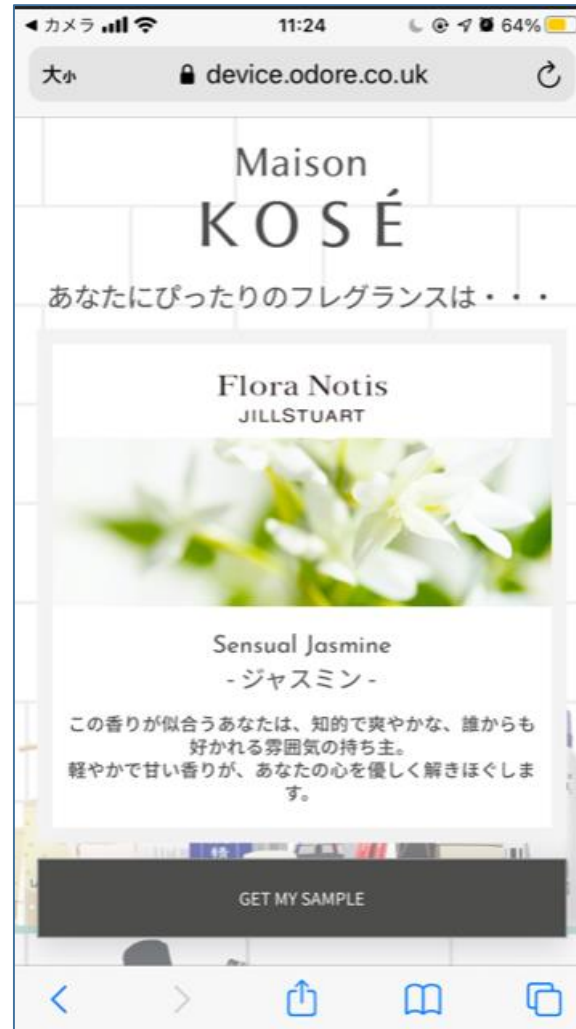 カメラ
11:24
64%
大小
device.odore.co.uk
Maison
KOSÉ
あなたにぴったりのフレグランスは・・・
Flora Notis
JILLSTUART
Sensual Jasmine
- ジャスミン -
この香りが似合うあなたは、知的で爽やかな、誰からも
好かれる雰囲気の持ち主。
軽やかで甘い香りが、あなたの心を優しく解きほぐしま
す。
GET MY SAMPLE